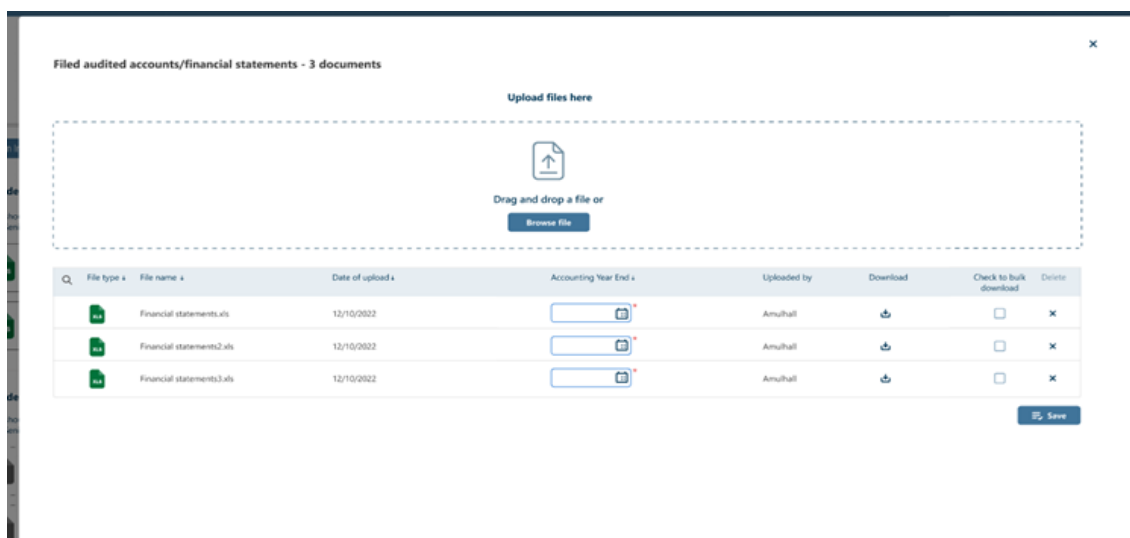 Filed audited accounts/financial statements - 3 documents
Upload files here
Drag and drop a file or
Browse file
File type File name Date of upload Accounting Year End Uploaded by Download Check to bulk download Delete
XLS Financial statements.xls 12/10/2022 * Amulhall
XLS Financial statements2.xls 12/10/2022 * Amulhall
XLS Financial statements3.xls 12/10/2022 * Amulhall
Save